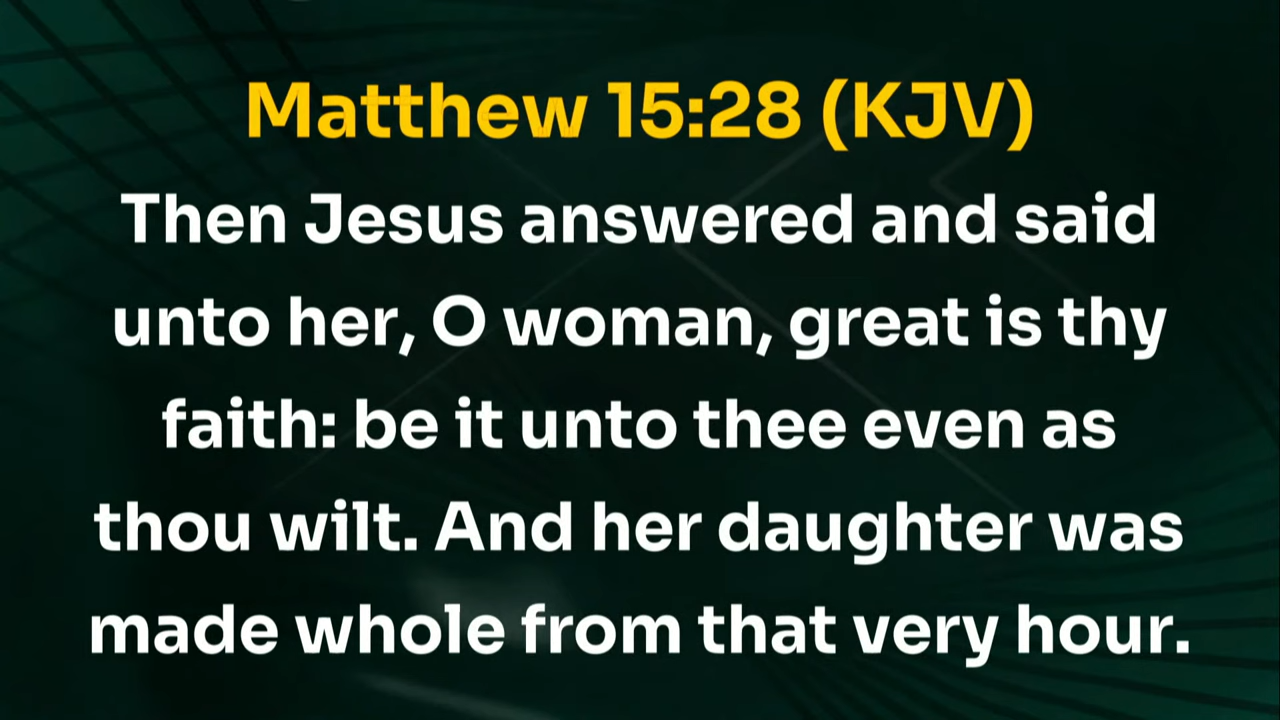 Matthew 15:28 (KJV)
Then Jesus answered and said
unto her, O woman, great is thy
faith: be it unto thee even as
thou wilt. And her daughter was
made whole from that very hour.